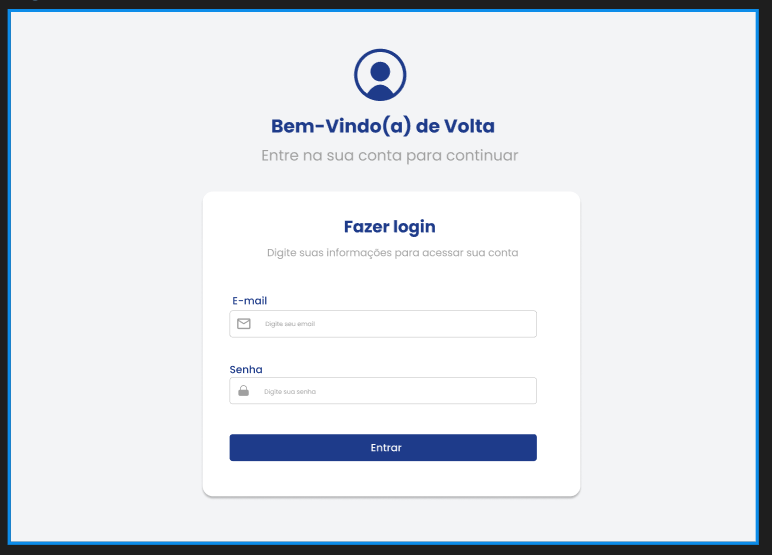 Bem-Vindo(a) de Volta
Entre na sua conta para continuar
Fazer login
Digite suas informações para acessar sua conta
E-mail
Digite seu email
Senha
Digite sua senha
Entrar